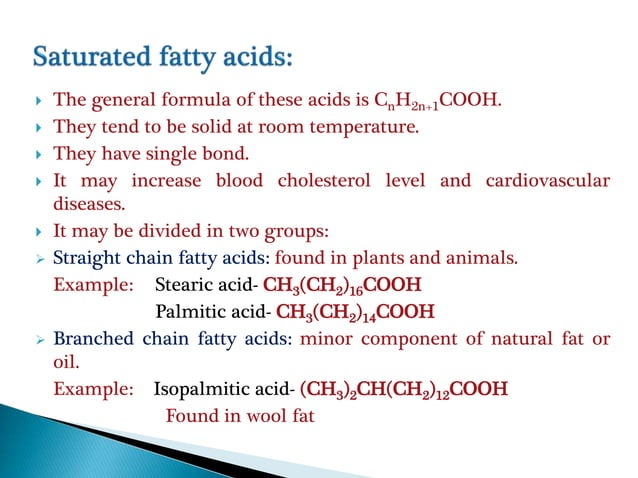 Saturated fatty acids:
The general formula of these acids is CₙH₂ₙ₊₁COOH.
They tend to be solid at room temperature.
They have single bond.
It may increase blood cholesterol level and cardiovascular
diseases.
It may be divided in two groups:
Straight chain fatty acids: found in plants and animals.
Example: Stearic acid- CH₃(CH₂)₁₆COOH
Palmitic acid- CH₃(CH₂)₁₄COOH
Branched chain fatty acids: minor component of natural fat or
oil.
Example: Isopalmitic acid- (CH₃)₂CH(CH₂)₁₂COOH
Found in wool fat